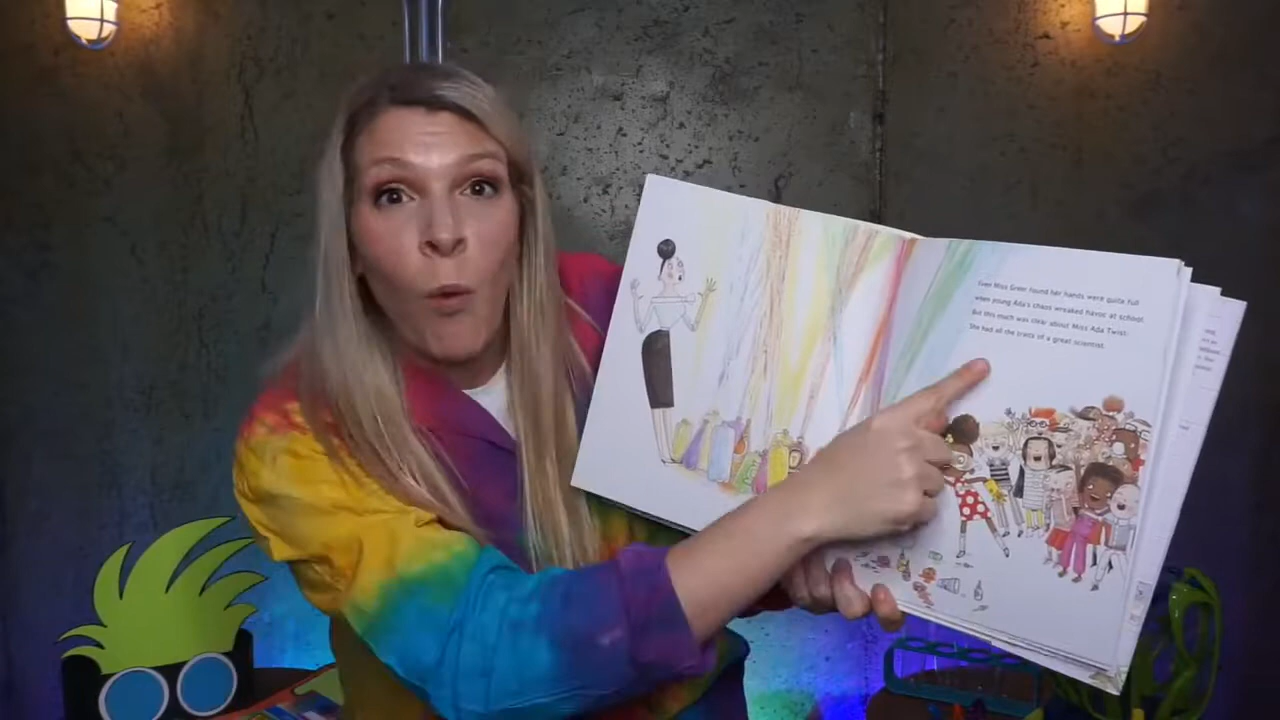 Even Miss Greer found her hands were quite full
when young Ada's chaos wreaked havoc at school.
But this much was clear about Miss Ada Twist:
She had all the traits of a great scientist.